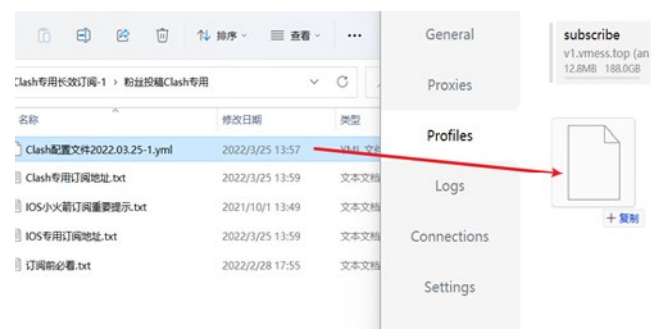 排序
查看
...
Clash专用长效订阅-1 › 粉丝投稿Clash专用
名称
修改日期
类型
Clash配置文件2022.03.25-1.yml
2022/3/25 13:57
XML 文
Clash专用订阅地址.txt
2022/3/25 13:59
文本文档
IOS小火箭订阅重要提示.txt
2021/10/1 13:49
文本文档
IOS专用订阅地址.txt
2022/3/25 13:59
文本文档
订阅前必看.txt
2022/2/28 17:55
文本文档
General
Proxies
Profiles
Logs
Connections
Settings
subscribe
v1.vmess.top (an
12.8MB 188.0GB
+ 复制